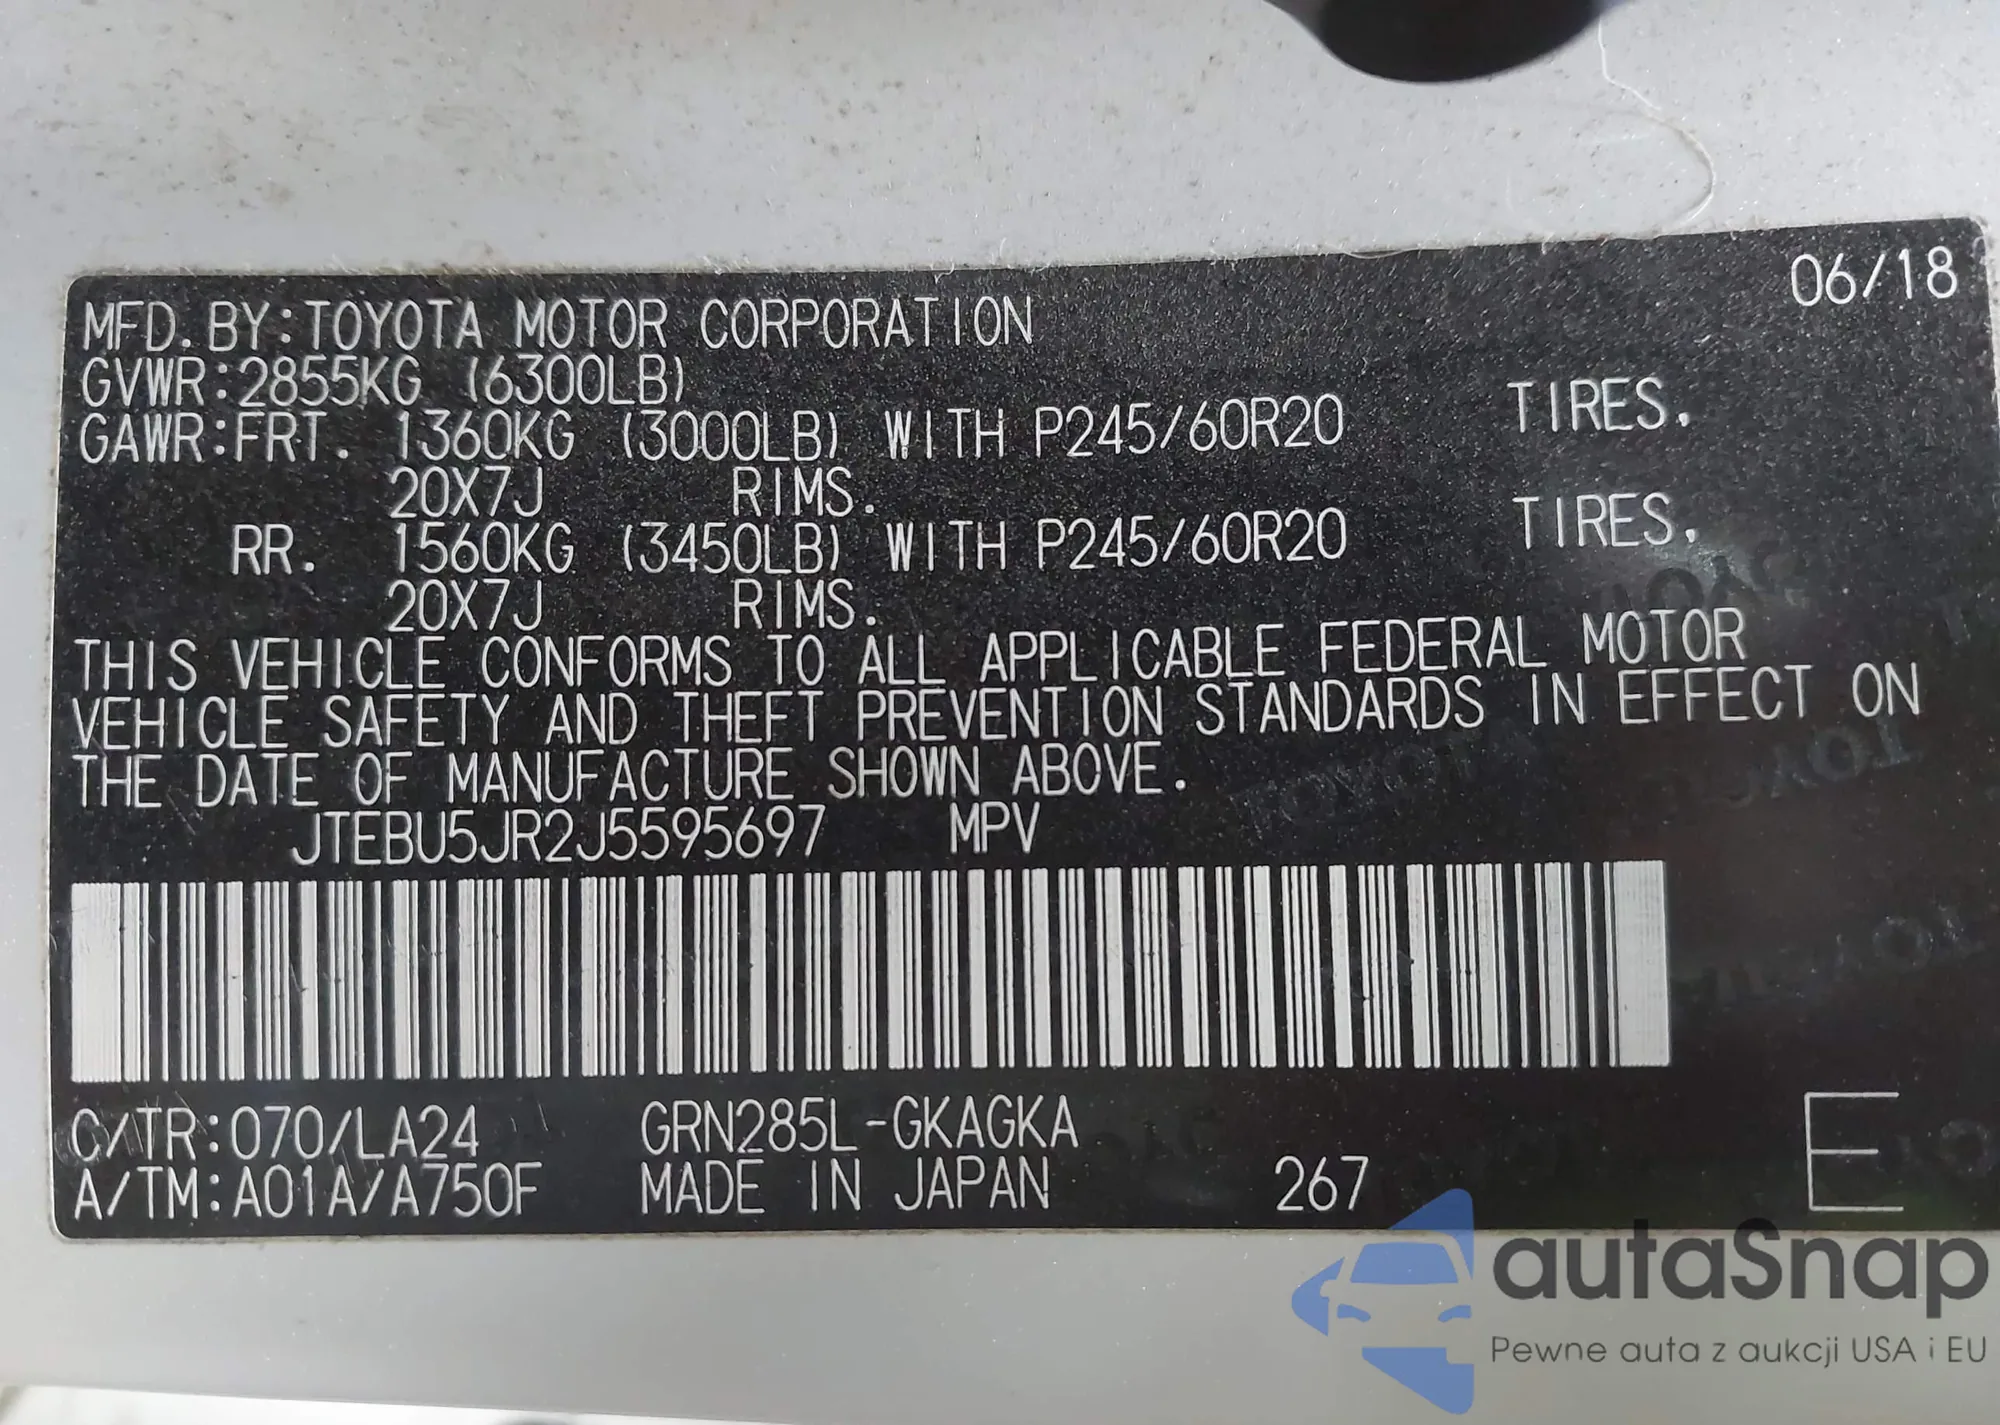 06/18
MFD. BY:TOYOTA MOTOR CORPORATION
GVWR:2855KG (6300LB)
GAWR:FRT. 1360KG (3000LB) WITH P245/60R20 TIRES.
20X7J RIMS.
RR. 1560KG (3450LB) WITH P245/60R20 TIRES.
20X7J RIMS.
THIS VEHICLE CONFORMS TO ALL APPLICABLE FEDERAL MOTOR
VEHICLE SAFETY AND THEFT PREVENTION STANDARDS IN EFFECT ON
THE DATE OF MANUFACTURE SHOWN ABOVE.
JTEBU5JR2J5595697 MPV
C/TR:070/LA24 GRN285L-GKAGKA
A/TM:A01A/A750F MADE IN JAPAN 267 E
autaSnap
Pewne auta z aukcji USA i EU